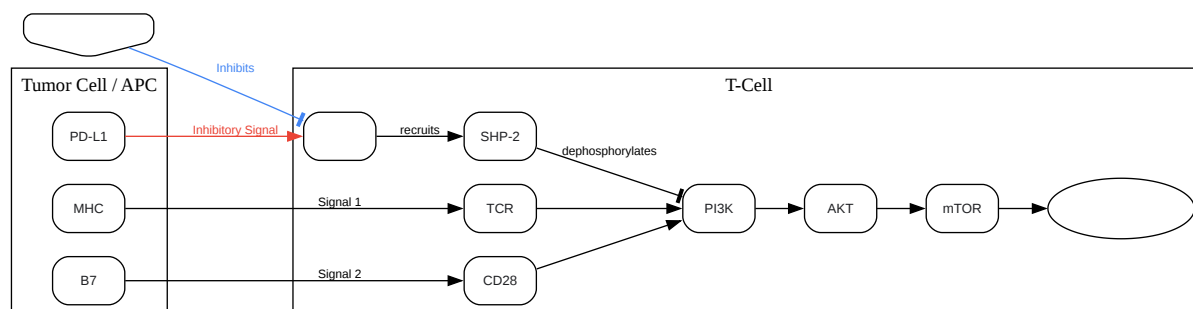 Inhibits
Tumor Cell / APC
T-Cell
PD-L1
Inhibitory Signal
recruits
SHP-2
dephosphorylates
MHC
Signal 1
TCR
PI3K
AKT
mTOR
B7
Signal 2
CD28